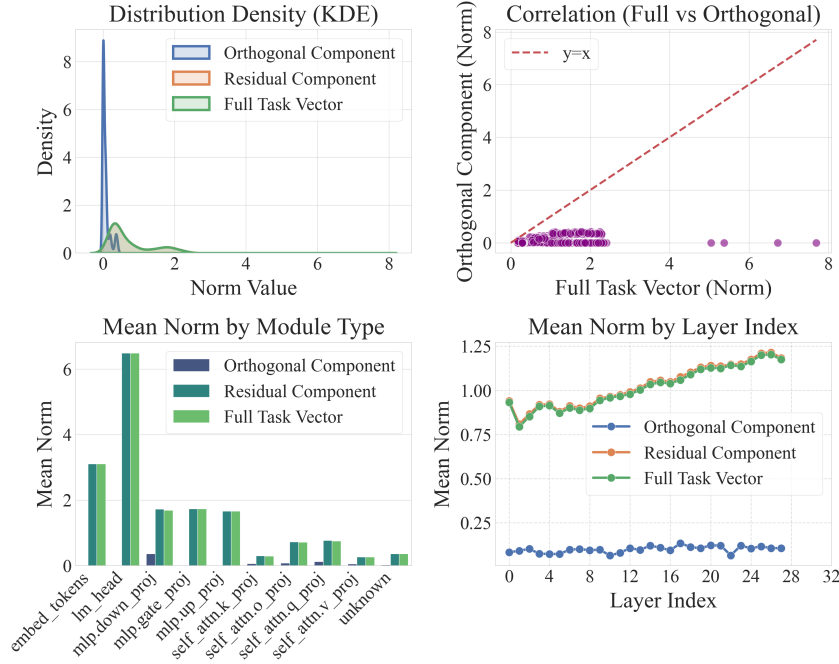 Distribution Density (KDE)
Density
8
6
4
2
0
Orthogonal Component
Residual Component
Full Task Vector
0 2 4 6 8
Norm Value
Correlation (Full vs Orthogonal)
Orthogonal Component (Norm)
8
6
4
2
0
y=x
0 2 4 6 8
Full Task Vector (Norm)
Mean Norm by Module Type
Mean Norm
6
4
2
0
Orthogonal Component
Residual Component
Full Task Vector
embed_tokens
lm_head
mlp.down_proj
mlp.gate_proj
mlp.up_proj
self_attn.k_proj
self_attn.o_proj
self_attn.q_proj
self_attn.v_proj
unknown
Mean Norm by Layer Index
Mean Norm
1.25
1.00
0.75
0.50
0.25
Orthogonal Component
Residual Component
Full Task Vector
0 4 8 12 16 20 24 28 32
Layer Index